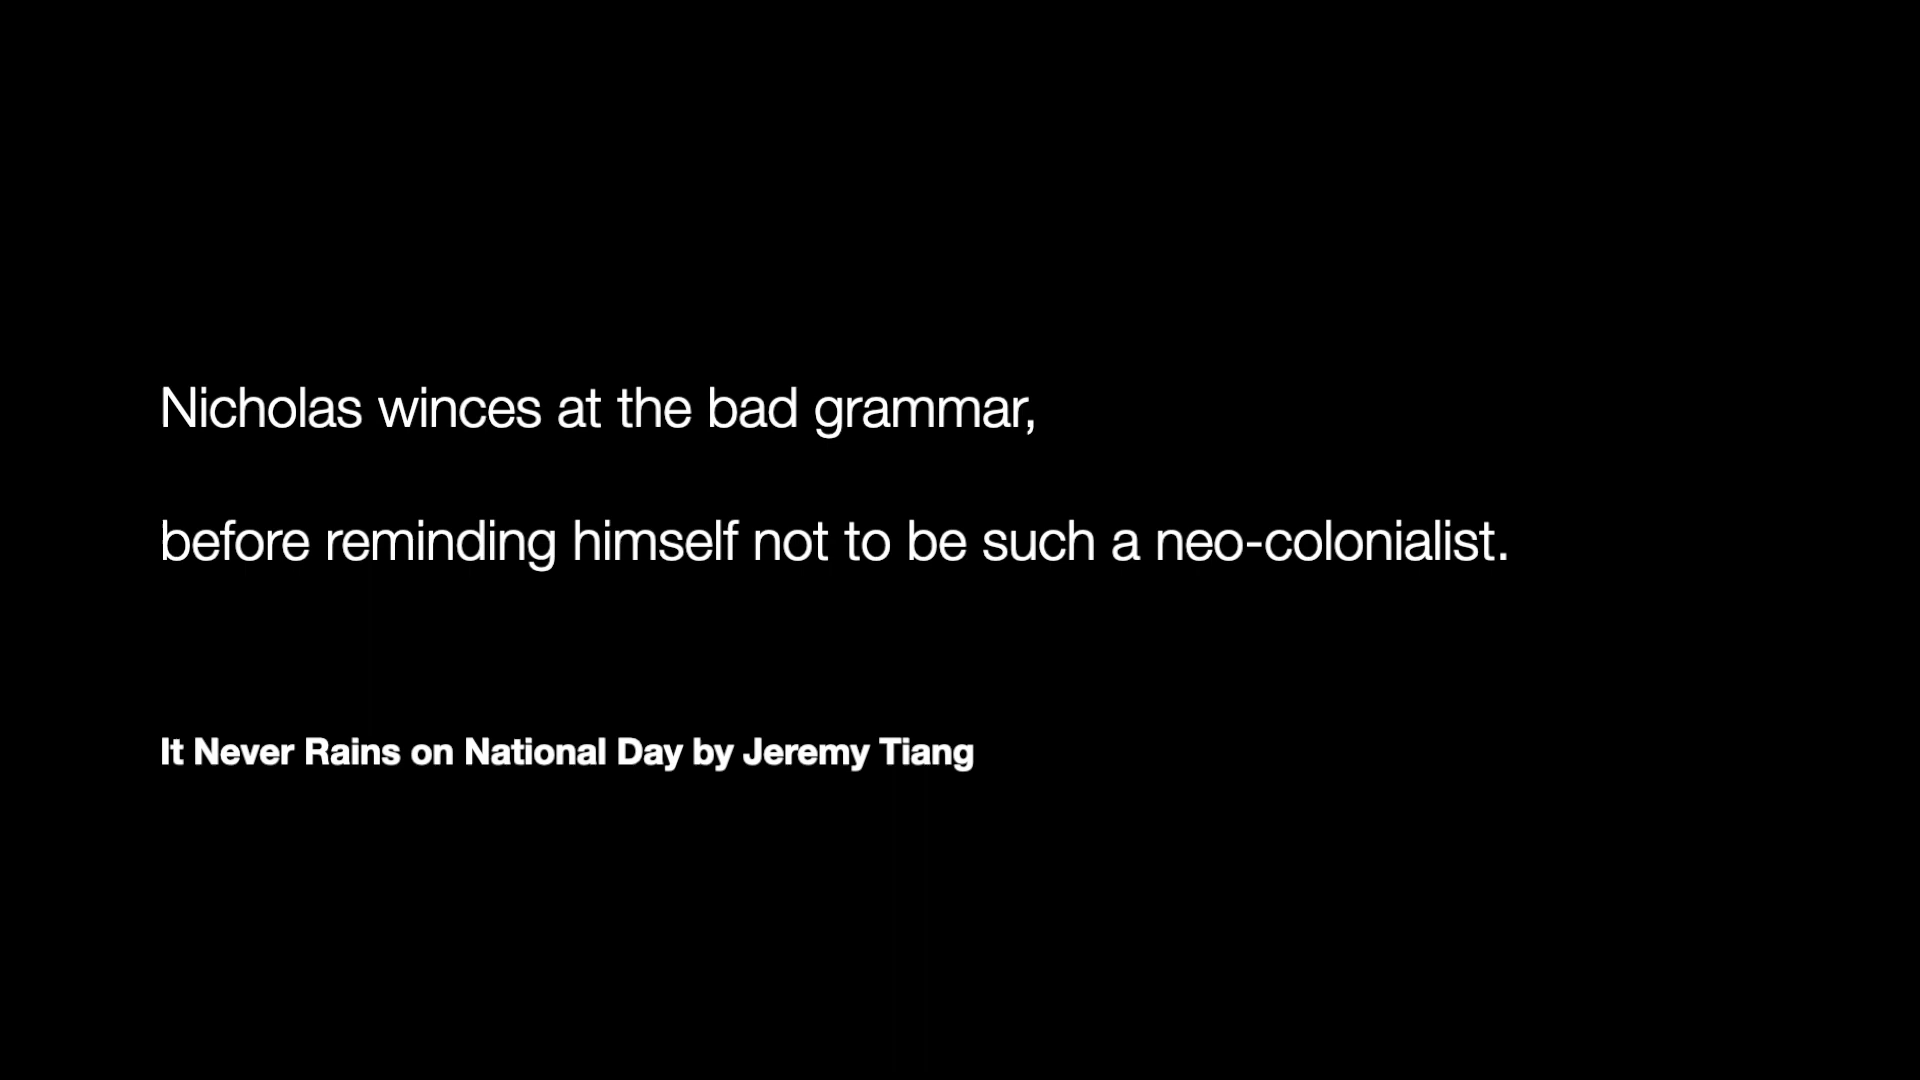 Nicholas winces at the bad grammar,
before reminding himself not to be such a neo-colonialist.
It Never Rains on National Day by Jeremy Tiang